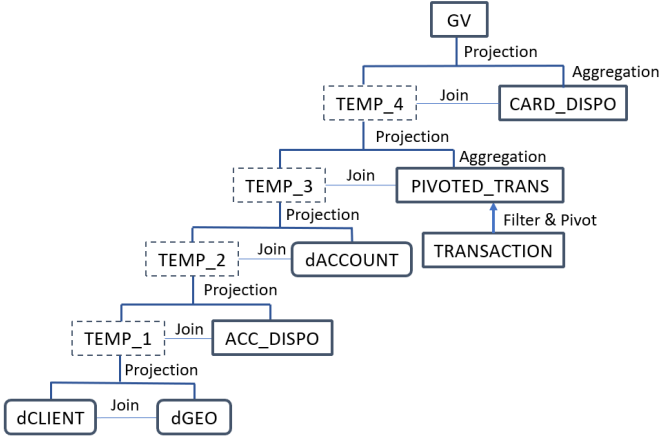 GV
Projection
Aggregation
TEMP_4
Join
CARD_DISPO
Projection
Aggregation
TEMP_3
Join
PIVOTED_TRANS
Projection
Filter & Pivot
TEMP_2
Join
dACCOUNT
TRANSACTION
Projection
TEMP_1
Join
ACC_DISPO
Projection
dCLIENT
Join
dGEO